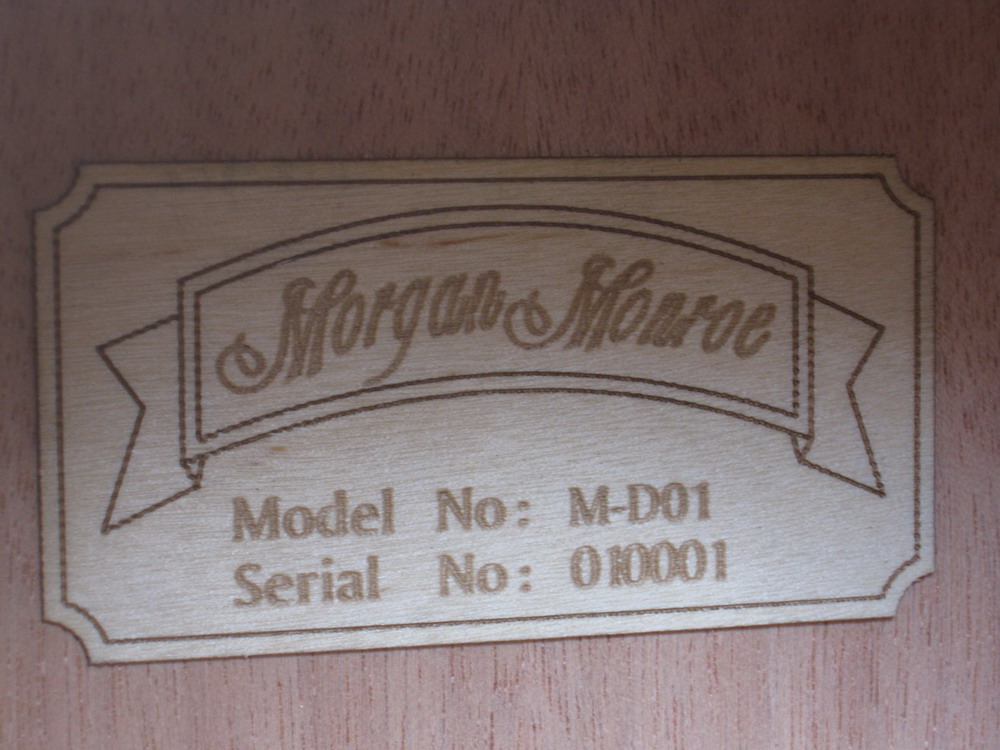 Morgan Monroe
Model No: M-D01
Serial No: 010001